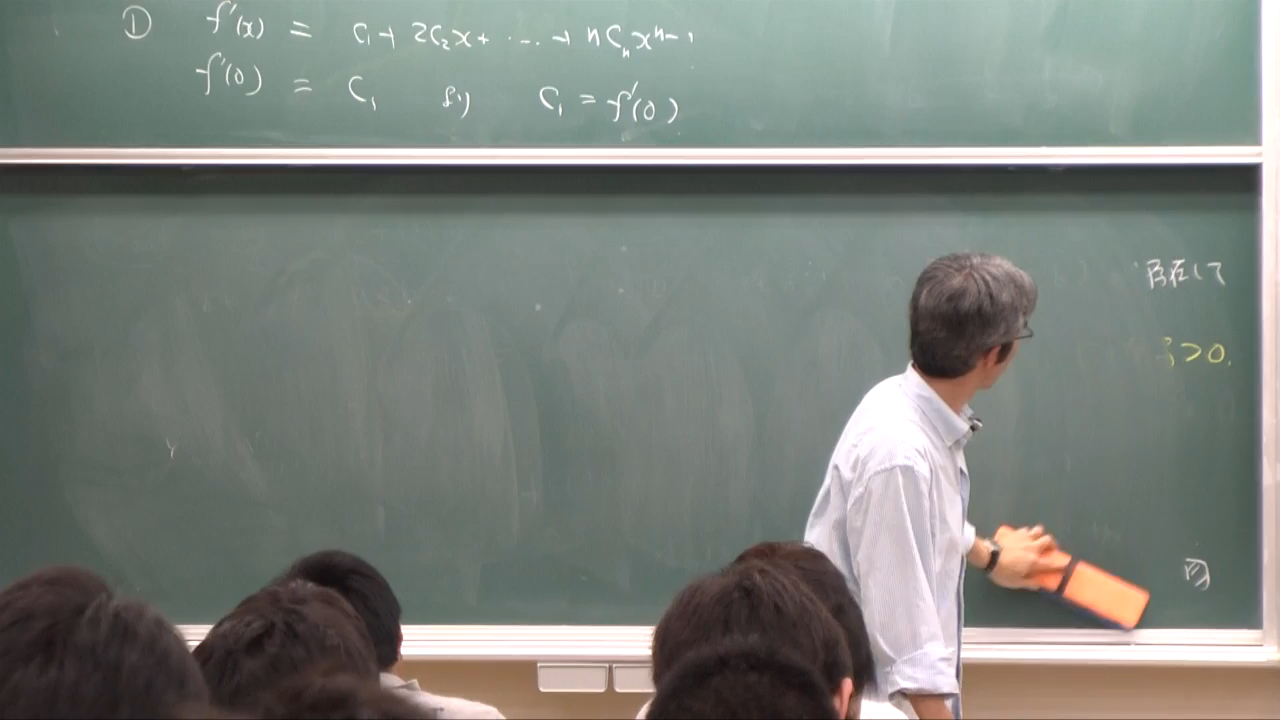 ① f'(x) = C₁ + 2C₂x + ‥‥ + nCₙxⁿ⁻¹
f'(0) = C₁ より C₁ = f'(0)
存在して
>0.